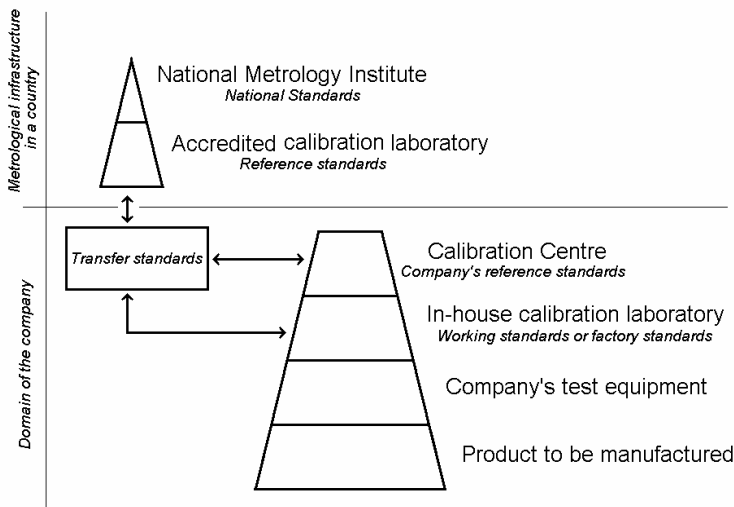 Metrological infrastructure
in a country
National Metrology Institute
National Standards
Accredited calibration laboratory
Reference standards
Domain of the company
Transfer standards
Calibration Centre
Company's reference standards
In-house calibration laboratory
Working standards or factory standards
Company's test equipment
Product to be manufactured